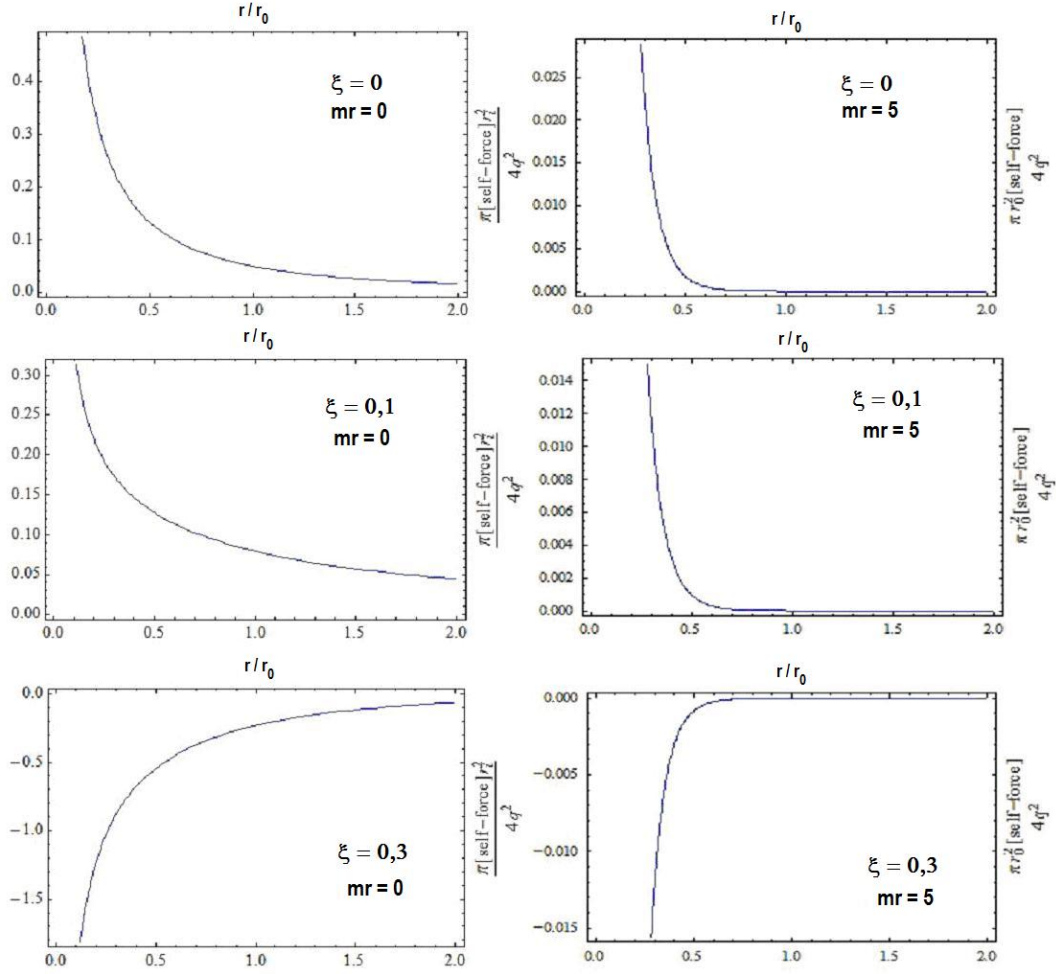 r / r₀
0.4
0.3
0.2
0.1
0.0
0.0 0.5 1.0 1.5 2.0
ξ = 0
mr = 0
π[self−force]r_i²
4q²
r / r₀
0.025
0.020
0.015
0.010
0.005
0.000
0.0 0.5 1.0 1.5 2.0
ξ = 0
mr = 5
π r₀²[self−force]
4q²
r / r₀
0.30
0.25
0.20
0.15
0.10
0.05
0.00
0.0 0.5 1.0 1.5 2.0
ξ = 0,1
mr = 0
π[self−force]r_i²
4q²
r / r₀
0.014
0.012
0.010
0.008
0.006
0.004
0.002
0.000
0.0 0.5 1.0 1.5 2.0
ξ = 0,1
mr = 5
π r₀²[self−force]
4q²
r / r₀
0.0
−0.5
−1.0
−1.5
0.0 0.5 1.0 1.5 2.0
ξ = 0,3
mr = 0
π[self−force]r_i²
4q²
r / r₀
0.000
−0.005
−0.010
−0.015
0.0 0.5 1.0 1.5 2.0
ξ = 0,3
mr = 5
π r₀²[self−force]
4q²